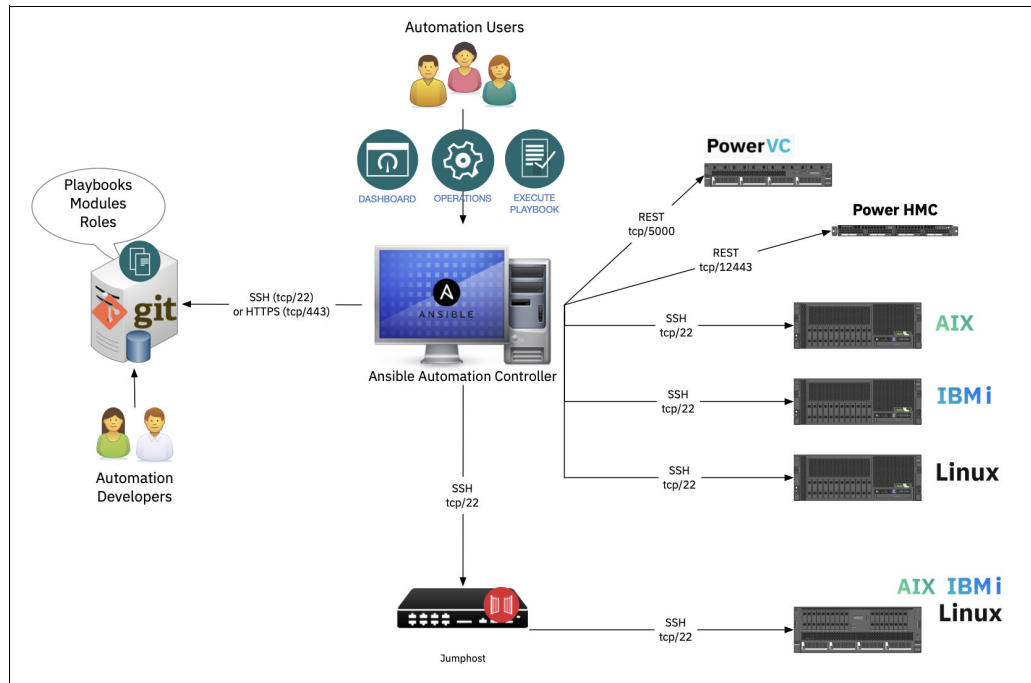 Automation Users
DASHBOARD
OPERATIONS
EXECUTE
PLAYBOOK
Playbooks
Modules
Roles
git
SSH (tcp/22)
or HTTPS (tcp/443)
Automation
Developers
A
ANSIBLE
Ansible Automation Controller
PowerVC
REST
tcp/5000
Power HMC
REST
tcp/12443
SSH
tcp/22
AIX
SSH
tcp/22
IBM i
SSH
tcp/22
Linux
SSH
tcp/22
Jumphost
SSH
tcp/22
AIX IBM i
Linux